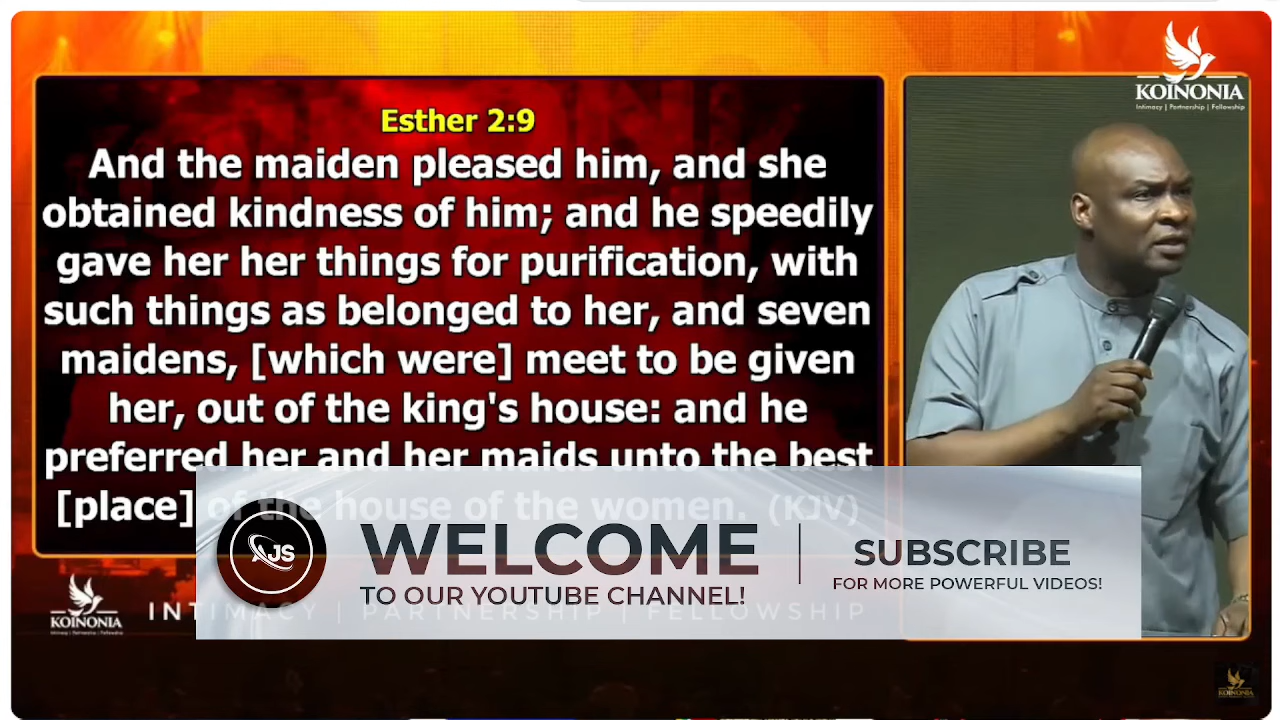 KOINONIA
Intimacy | Partnership | Fellowship
Esther 2:9
And the maiden pleased him, and she
obtained kindness of him; and he speedily
gave her her things for purification, with
such things as belonged to her, and seven
maidens, [which were] meet to be given
her, out of the king's house: and he
preferred her and her maids unto the best
[place] of the house of the women. (KJV)
AJS
WELCOME
TO OUR YOUTUBE CHANNEL!
SUBSCRIBE
FOR MORE POWERFUL VIDEOS!
KOINONIA
Intimacy | Partnership | Fellowship
INTIMACY | PARTNERSHIP | FELLOWSHIP
KOINONIA